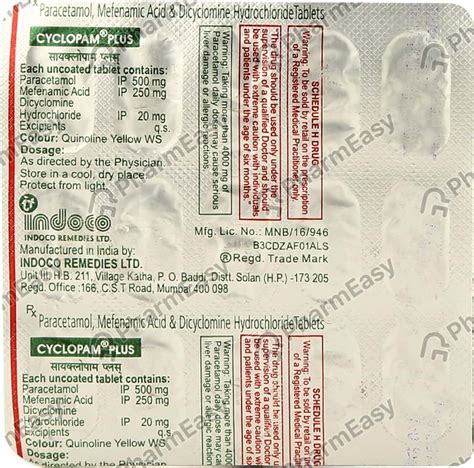 Paracetamol, Mefenamic Acid & Dicyclomine Hydrochloride Tablets
CYCLOPAM® PLUS
सायक्लोपाम प्लस्
Each uncoated tablet contains:
Paracetamol IP 500 mg
Mefenamic Acid IP 250 mg
Dicyclomine
Hydrochloride IP 20 mg
Excipients q.s.
Colour: Quinoline Yellow WS
Dosage:
As directed by the Physician.
Store in a cool, dry place.
Protect from light.
Warning: Taking more than 4000 mg of
Paracetamol daily dose may cause serious
liver damage or allergic reactions
"The drug should be used only under the
supervision of a qualified Doctor and should
be used with extreme caution with individuals
and patients under the age of the age
of six months."
SCHEDULE H DRUG
Warning: To be sold by retail on the prescription
of a Registered Medical Practitioner only.
indoco
INDOCO REMEDIES LTD.
Mfg. Lic. No.: MNB/16/946
B3CDZAF01ALS
® Regd. Trade Mark
Manufactured in India by:
INDOCO REMEDIES LTD.
Unit III, H.B. 211, Village Katha, P. O. Baddi, Distt. Solan (H.P.) -173 205
Regd. Office :166, C.S.T Road, Mumbai 400 098
Rx
Paracetamol, Mefenamic Acid & Dicyclomine Hydrochloride Tablets
CYCLOPAM® PLUS
सायक्लोपाम प्लस्
Each uncoated tablet contains:
Paracetamol IP 500 mg
Mefenamic Acid IP 250 mg
Dicyclomine
Hydrochloride IP 20 mg
Excipients q.s.
Colour: Quinoline Yellow WS
Dosage:
As directed by the Physician
Warning: Taking more than
Paracetamol daily dose may
liver damage or allergic reaction
"The drug should be used
supervision of a qualified Doctor
be used with extreme caution
and patients under the
SCHEDULE H DRUG
Warning: To be sold by retail
of a Registered Medical Practi
PharmEasy
PharmEasy
PharmEasy